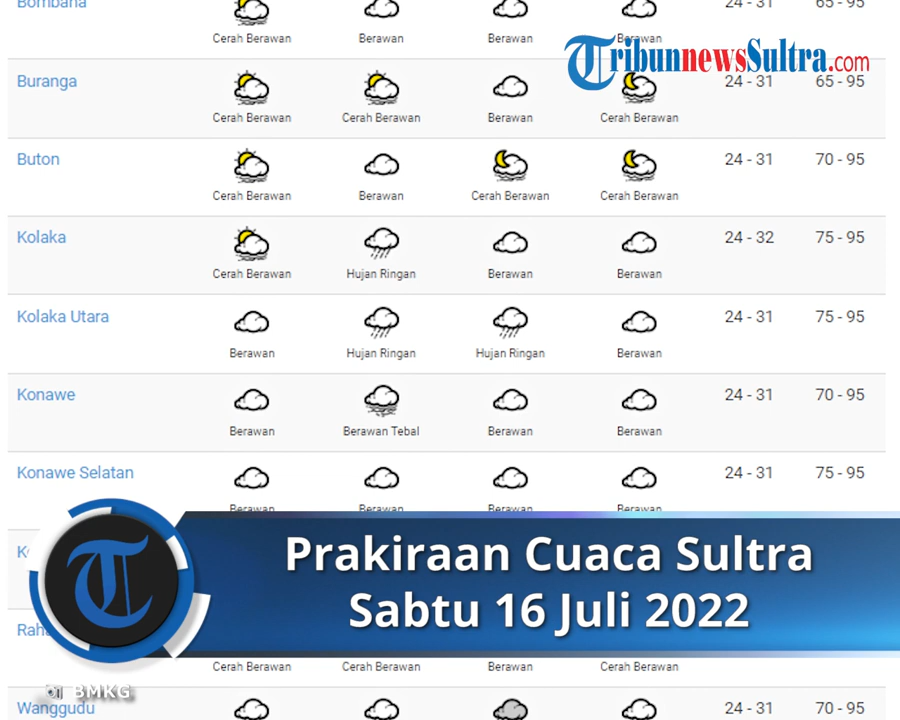 Bombana 24 - 31 65 - 95
Cerah Berawan Berawan Berawan Berawan
TribunnewsSultra.com
Buranga 24 - 31 65 - 95
Cerah Berawan Cerah Berawan Berawan Cerah Berawan
Buton 24 - 31 70 - 95
Cerah Berawan Berawan Cerah Berawan Cerah Berawan
Kolaka 24 - 32 75 - 95
Cerah Berawan Hujan Ringan Berawan Berawan
Kolaka Utara 24 - 31 75 - 95
Berawan Hujan Ringan Hujan Ringan Berawan
Konawe 24 - 31 70 - 95
Berawan Berawan Tebal Berawan Berawan
Konawe Selatan 24 - 31 75 - 95
Berawan Berawan Berawan Berawan
Prakiraan Cuaca Sultra
Sabtu 16 Juli 2022
Cerah Berawan Cerah Berawan Berawan Cerah Berawan
BMKG
Wanggudu 24 - 31 70 - 95